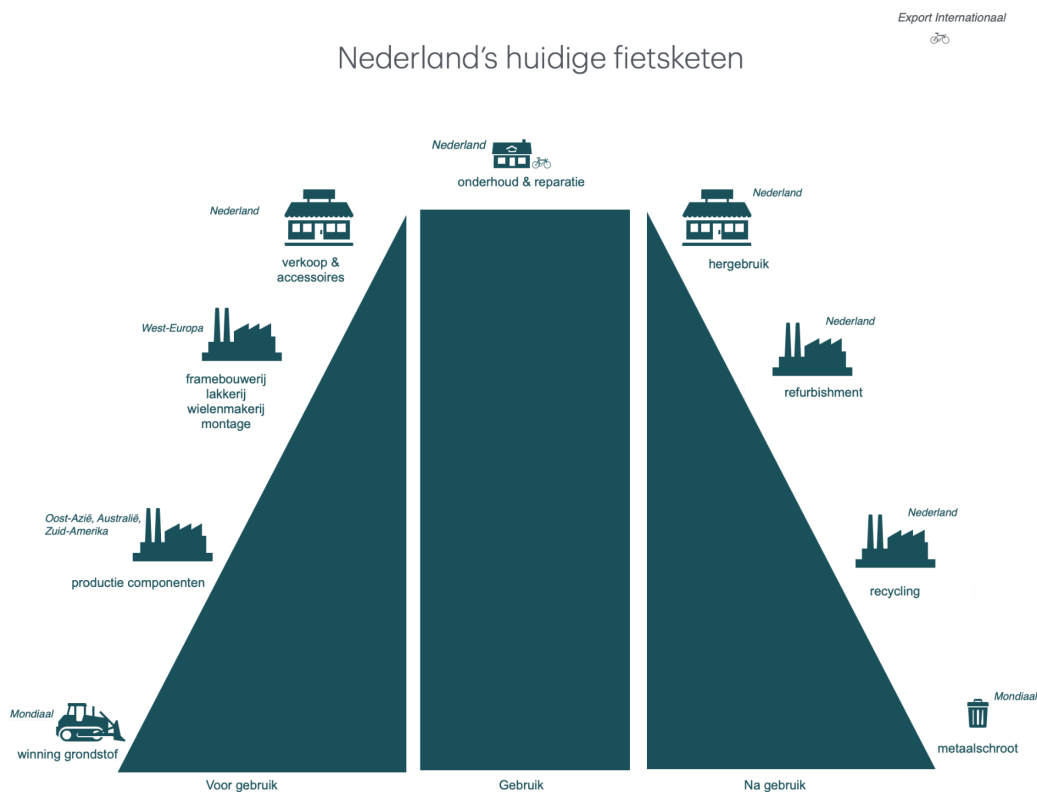 Export Internationaal
Nederland's huidige fietsketen
Nederland
onderhoud & reparatie
Nederland
verkoop &
accessoires
Nederland
hergebruik
West-Europa
framebouwerij
lakkerij
wielenmakerij
montage
Nederland
refurbishment
Oost-Azië, Australië,
Zuid-Amerika
productie componenten
Nederland
recycling
Mondiaal
winning grondstof
Mondiaal
metaalschroot
Voor gebruik
Gebruik
Na gebruik